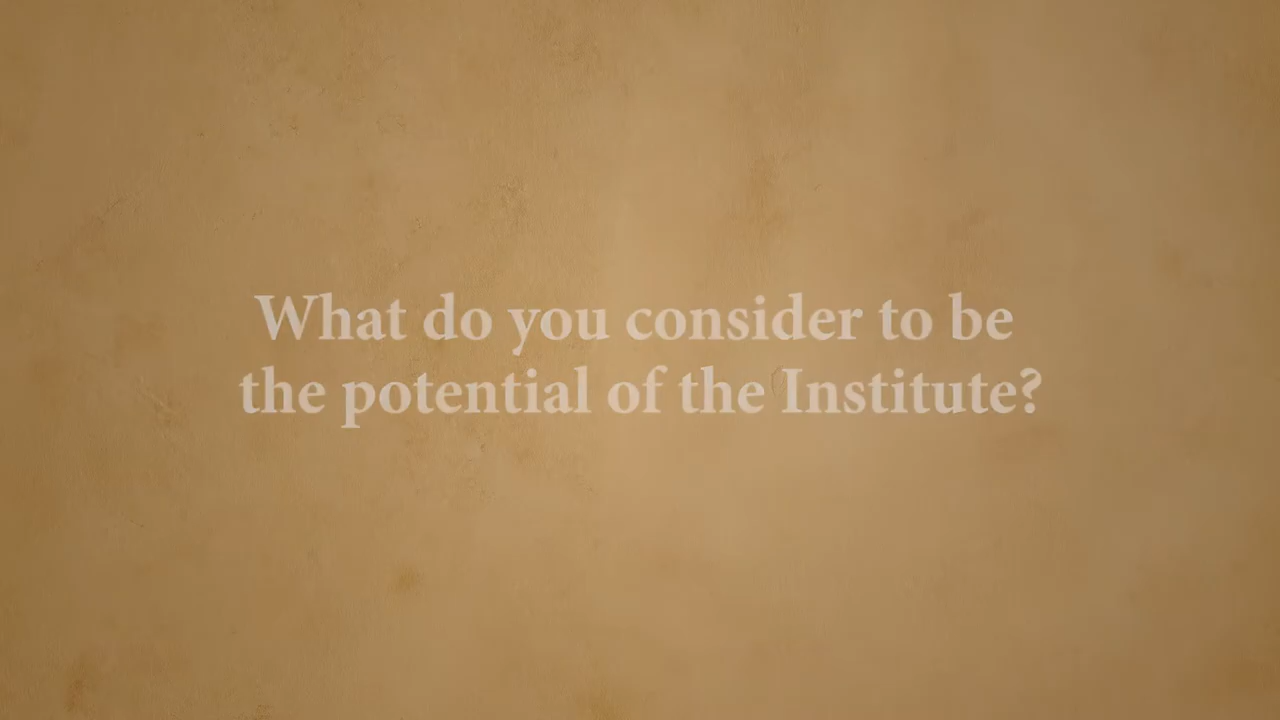 What do you consider to be
the potential of the Institute?